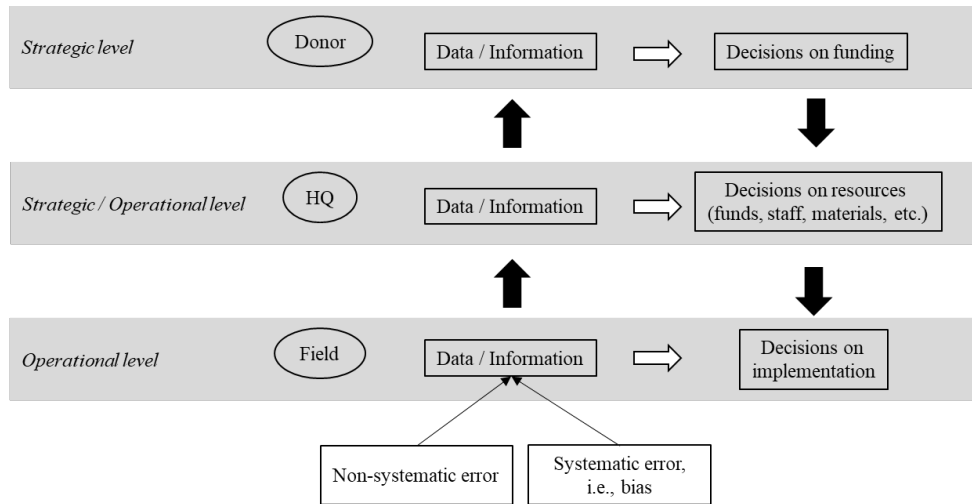 Strategic level
Donor
Data / Information
Decisions on funding
Strategic / Operational level
HQ
Data / Information
Decisions on resources
(funds, staff, materials, etc.)
Operational level
Field
Data / Information
Decisions on
implementation
Non-systematic error
Systematic error,
i.e., bias